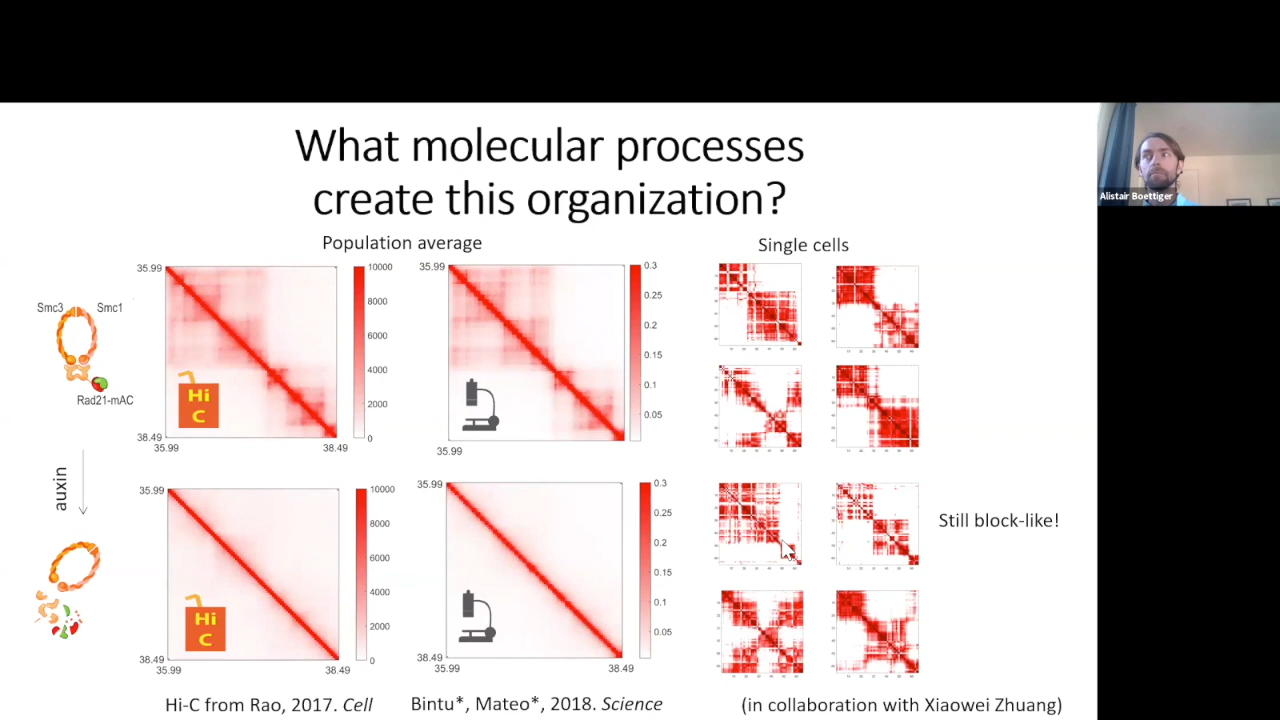 What molecular processes
create this organization?
Alistair Boettiger
Population average
Single cells
35.99
10000
8000
6000
4000
2000
0
38.49
35.99
38.49
35.99
0.3
0.25
0.2
0.15
0.1
0.05
35.99
Smc3
Smc1
Rad21-mAC
Hi
C
auxin
35.99
10000
8000
6000
4000
2000
0
38.49
35.99
38.49
Hi
C
35.99
0.3
0.25
0.2
0.15
0.1
0.05
38.49
35.99
38.49
Still block-like!
Hi-C from Rao, 2017. Cell
Bintu*, Mateo*, 2018. Science
(in collaboration with Xiaowei Zhuang)